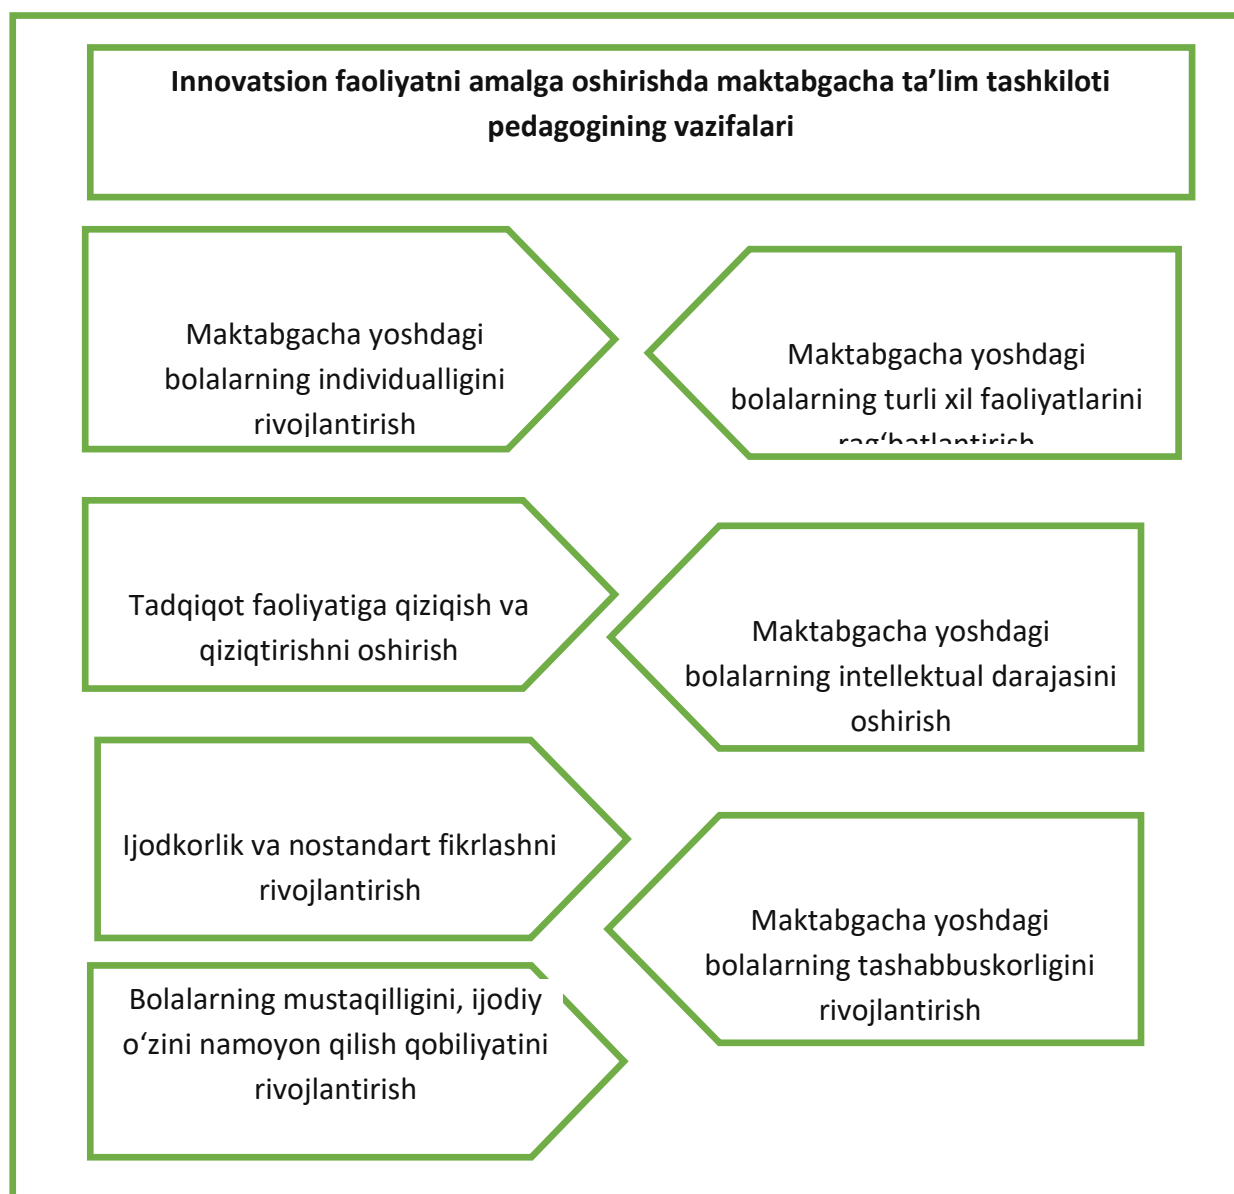 Innovatsion faoliyatni amalga oshirishda maktabgacha ta’lim tashkiloti
pedagogining vazifalari
Maktabgacha yoshdagi
bolalarning individualligini
rivojlantirish
Maktabgacha yoshdagi
bolalarning turli xil faoliyatlarini
rag‘batlantirish
Tadqiqot faoliyatiga qiziqish va
qiziqtirishni oshirish
Maktabgacha yoshdagi
bolalarning intellektual darajasini
oshirish
Ijodkorlik va nostandart fikrlashni
rivojlantirish
Maktabgacha yoshdagi
bolalarning tashabbuskorligini
rivojlantirish
Bolalarning mustaqilligini, ijodiy
o‘zini namoyon qilish qobiliyatini
rivojlantirish